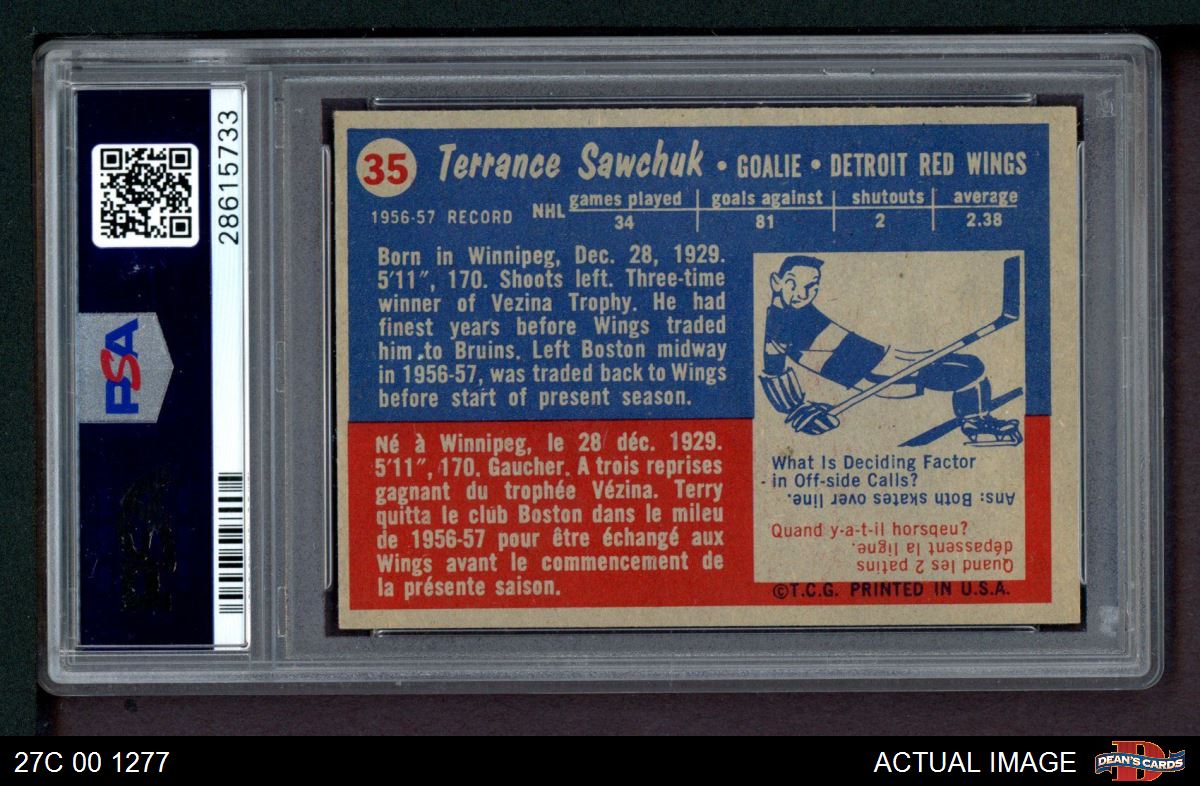 28615733
PSA
35 Terrance Sawchuk • GOALIE • DETROIT RED WINGS
1956-57 RECORD NHL games played goals against shutouts average
34 81 2 2.38
Born in Winnipeg, Dec. 28, 1929.
5'11", 170. Shoots left. Three-time
winner of Vezina Trophy. He had
finest years before Wings traded
him to Bruins. Left Boston midway
in 1956-57, was traded back to Wings
before start of present season.
Né à Winnipeg, le 28 déc. 1929.
5'11", 170. Gaucher. A trois reprises
gagnant du trophée Vézina. Terry
quitta le club Boston dans le mileu
de 1956-57 pour être échangé aux
Wings avant le commencement de
la présente saison.
What Is Deciding Factor
in Off-side Calls?
Ans: Both skates over line.
Quand y-a-t-il horsqeu?
Quand les 2 patins
dépassent la ligne.
©T.C.G. PRINTED IN U.S.A.
27C 00 1277
ACTUAL IMAGE
D
DEAN'S CARDS